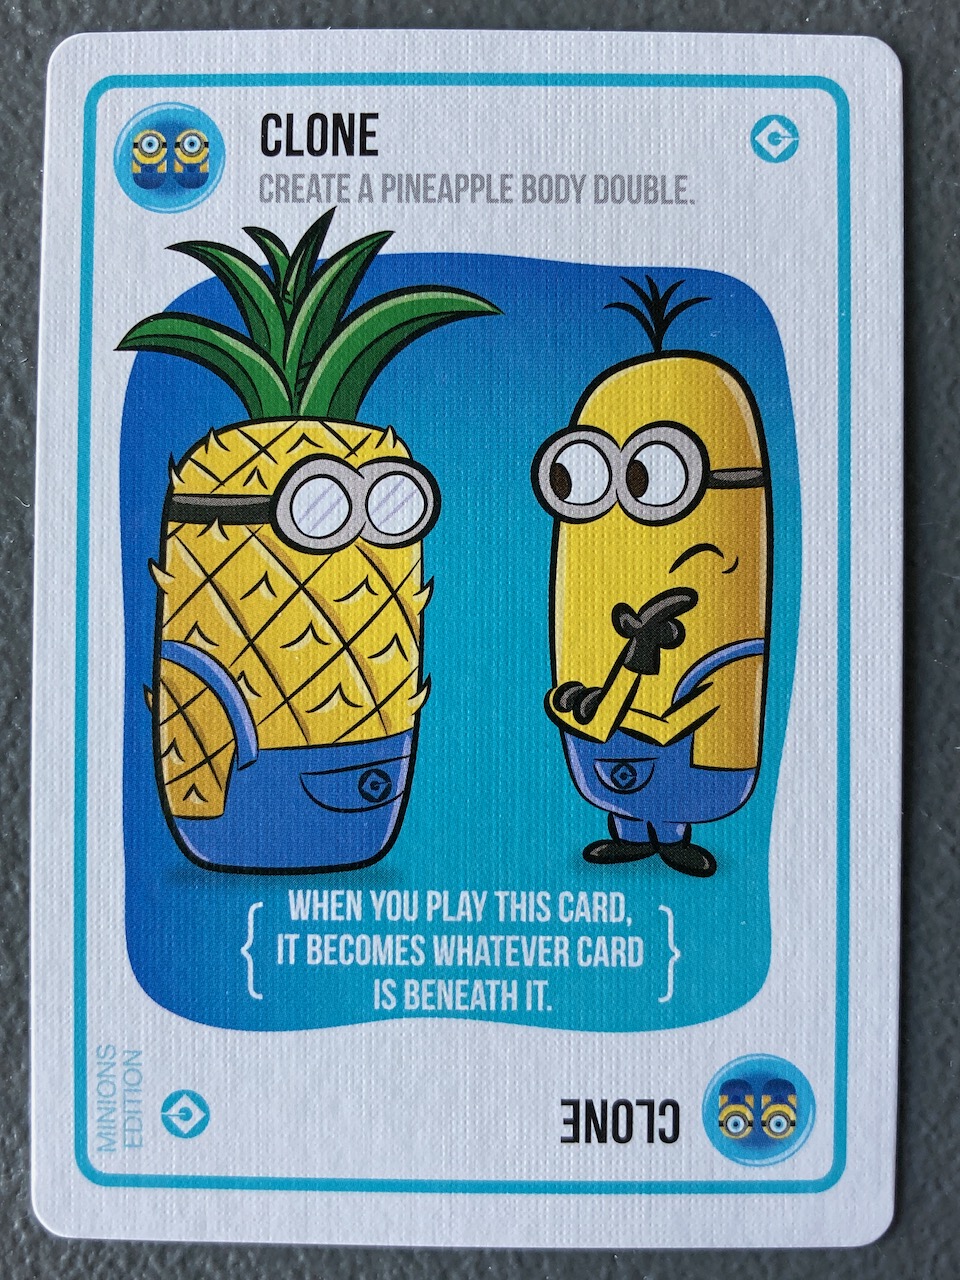 CLONE
CREATE A PINEAPPLE BODY DOUBLE.
WHEN YOU PLAY THIS CARD,
IT BECOMES WHATEVER CARD
IS BENEATH IT.
MINIONS
EDITION
CLONE